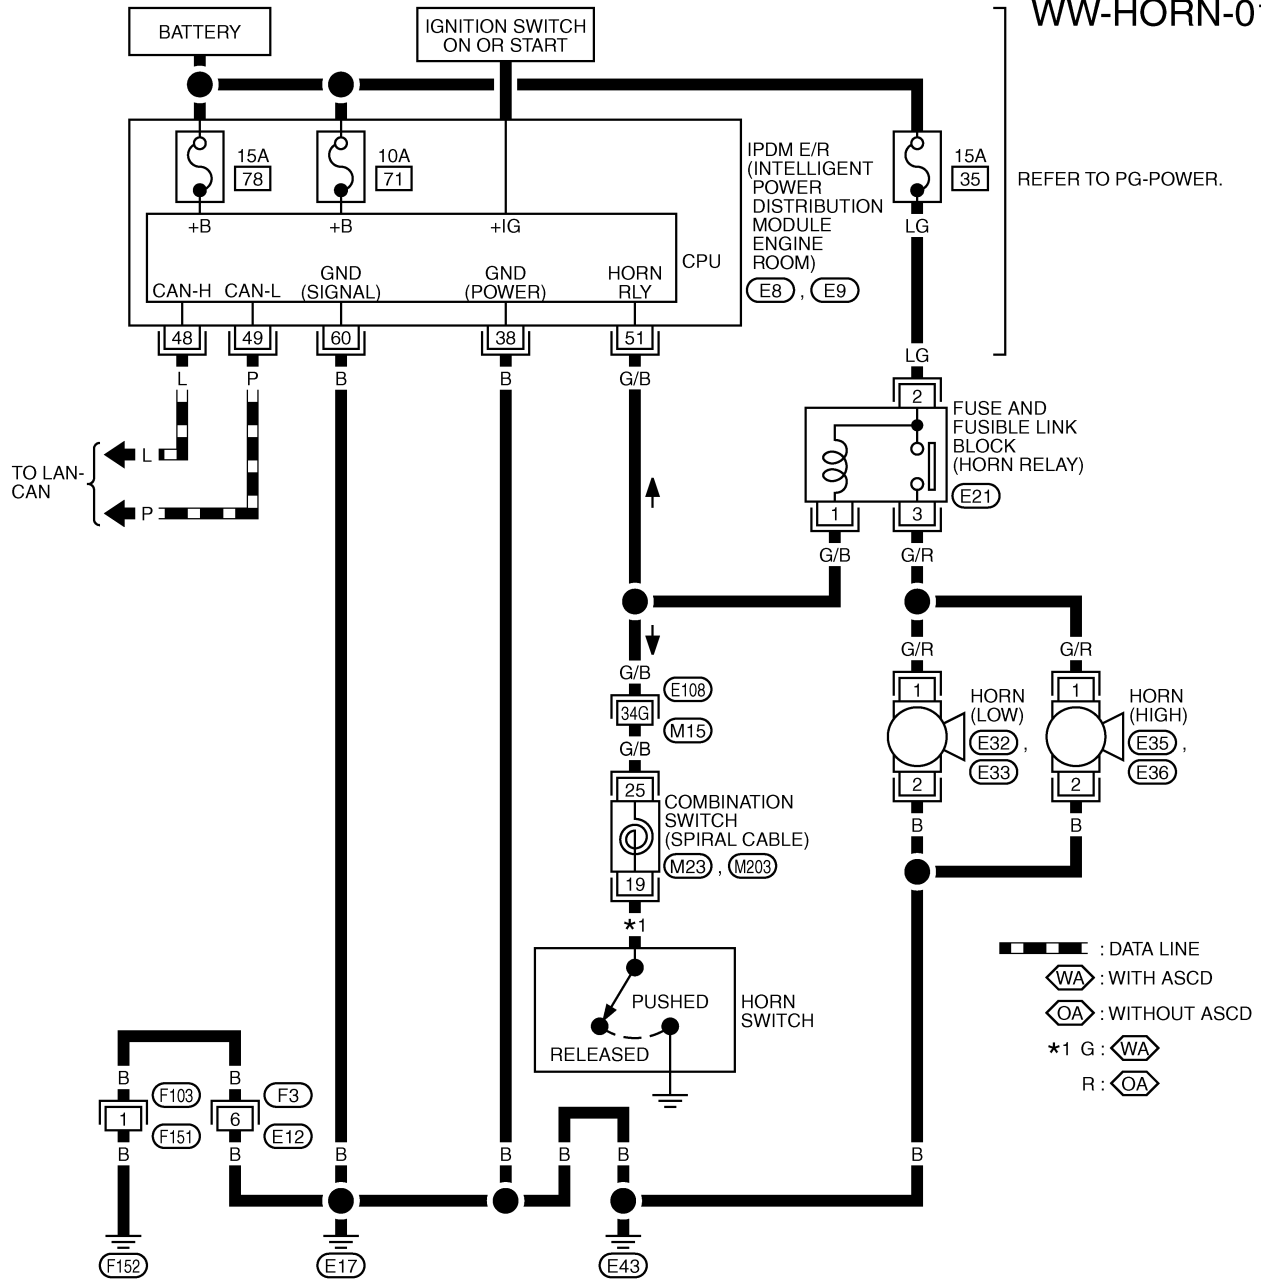 WW-HORN-01
BATTERY
IGNITION SWITCH
ON OR START
15A
78
10A
71
IPDM E/R
(INTELLIGENT
POWER
DISTRIBUTION
MODULE
ENGINE
ROOM)
E8 , E9
15A
35
REFER TO PG-POWER.
+B
+B
+IG
LG
CPU
CAN-H
CAN-L
GND
(SIGNAL)
GND
(POWER)
HORN
RLY
48
49
60
38
51
LG
L
P
B
B
G/B
2
FUSE AND
FUSIBLE LINK
BLOCK
(HORN RELAY)
E21
TO LAN-
CAN
L
P
1
3
G/B
G/R
G/B
E108
34G
M15
G/B
G/R
G/R
1
1
HORN
(LOW)
E32 ,
E33
HORN
(HIGH)
E35 ,
E36
2
2
B
B
25
COMBINATION
SWITCH
(SPIRAL CABLE)
M23 , M203
19
*1
PUSHED
RELEASED
HORN
SWITCH
: DATA LINE
WA : WITH ASCD
OA : WITHOUT ASCD
*1 G : WA
R : OA
B
B
F103
F3
1
6
F151
E12
B
B
B
B
B
B
B
F152
E17
E43